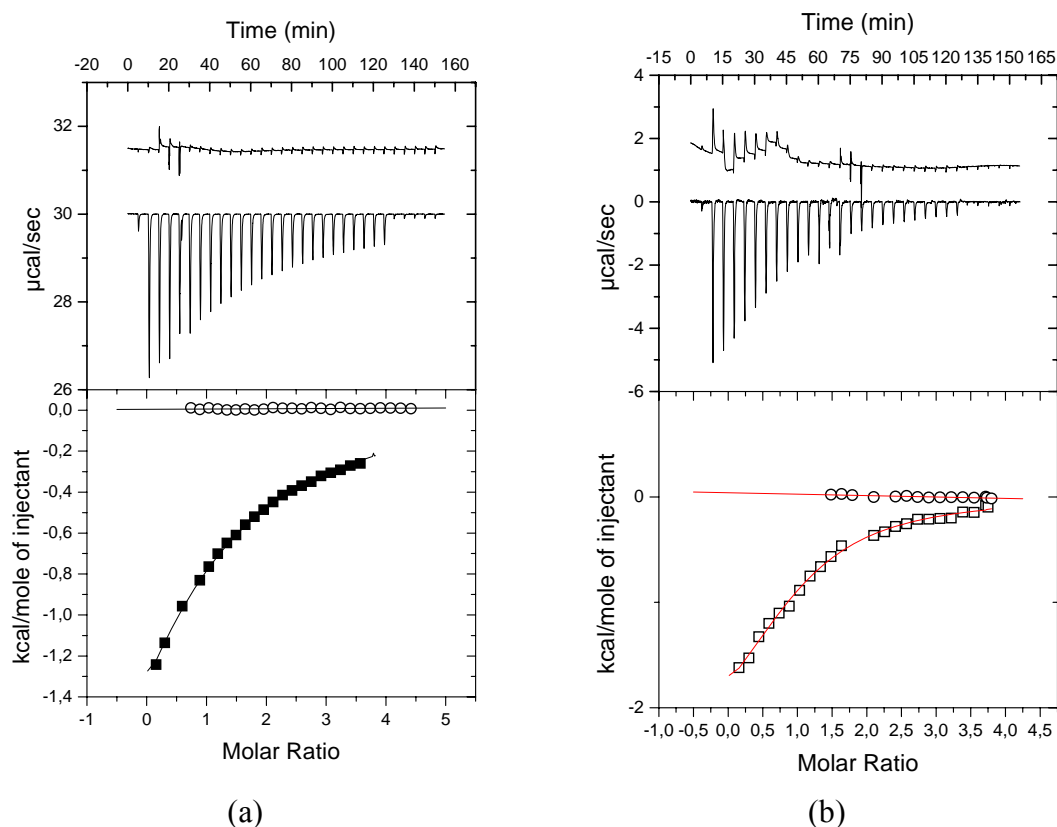 Time (min)
-20 0 20 40 60 80 100 120 140 160
32
30
28
26
µcal/sec
0,0
-0,2
-0,4
-0,6
-0,8
-1,0
-1,2
-1,4
kcal/mole of injectant
-1 0 1 2 3 4 5
Molar Ratio
(a)
Time (min)
-15 0 15 30 45 60 75 90 105 120 135 150 165
4
2
0
-2
-4
-6
µcal/sec
0
-1
-2
kcal/mole of injectant
-1,0 -0,5 0,0 0,5 1,0 1,5 2,0 2,5 3,0 3,5 4,0 4,5
Molar Ratio
(b)